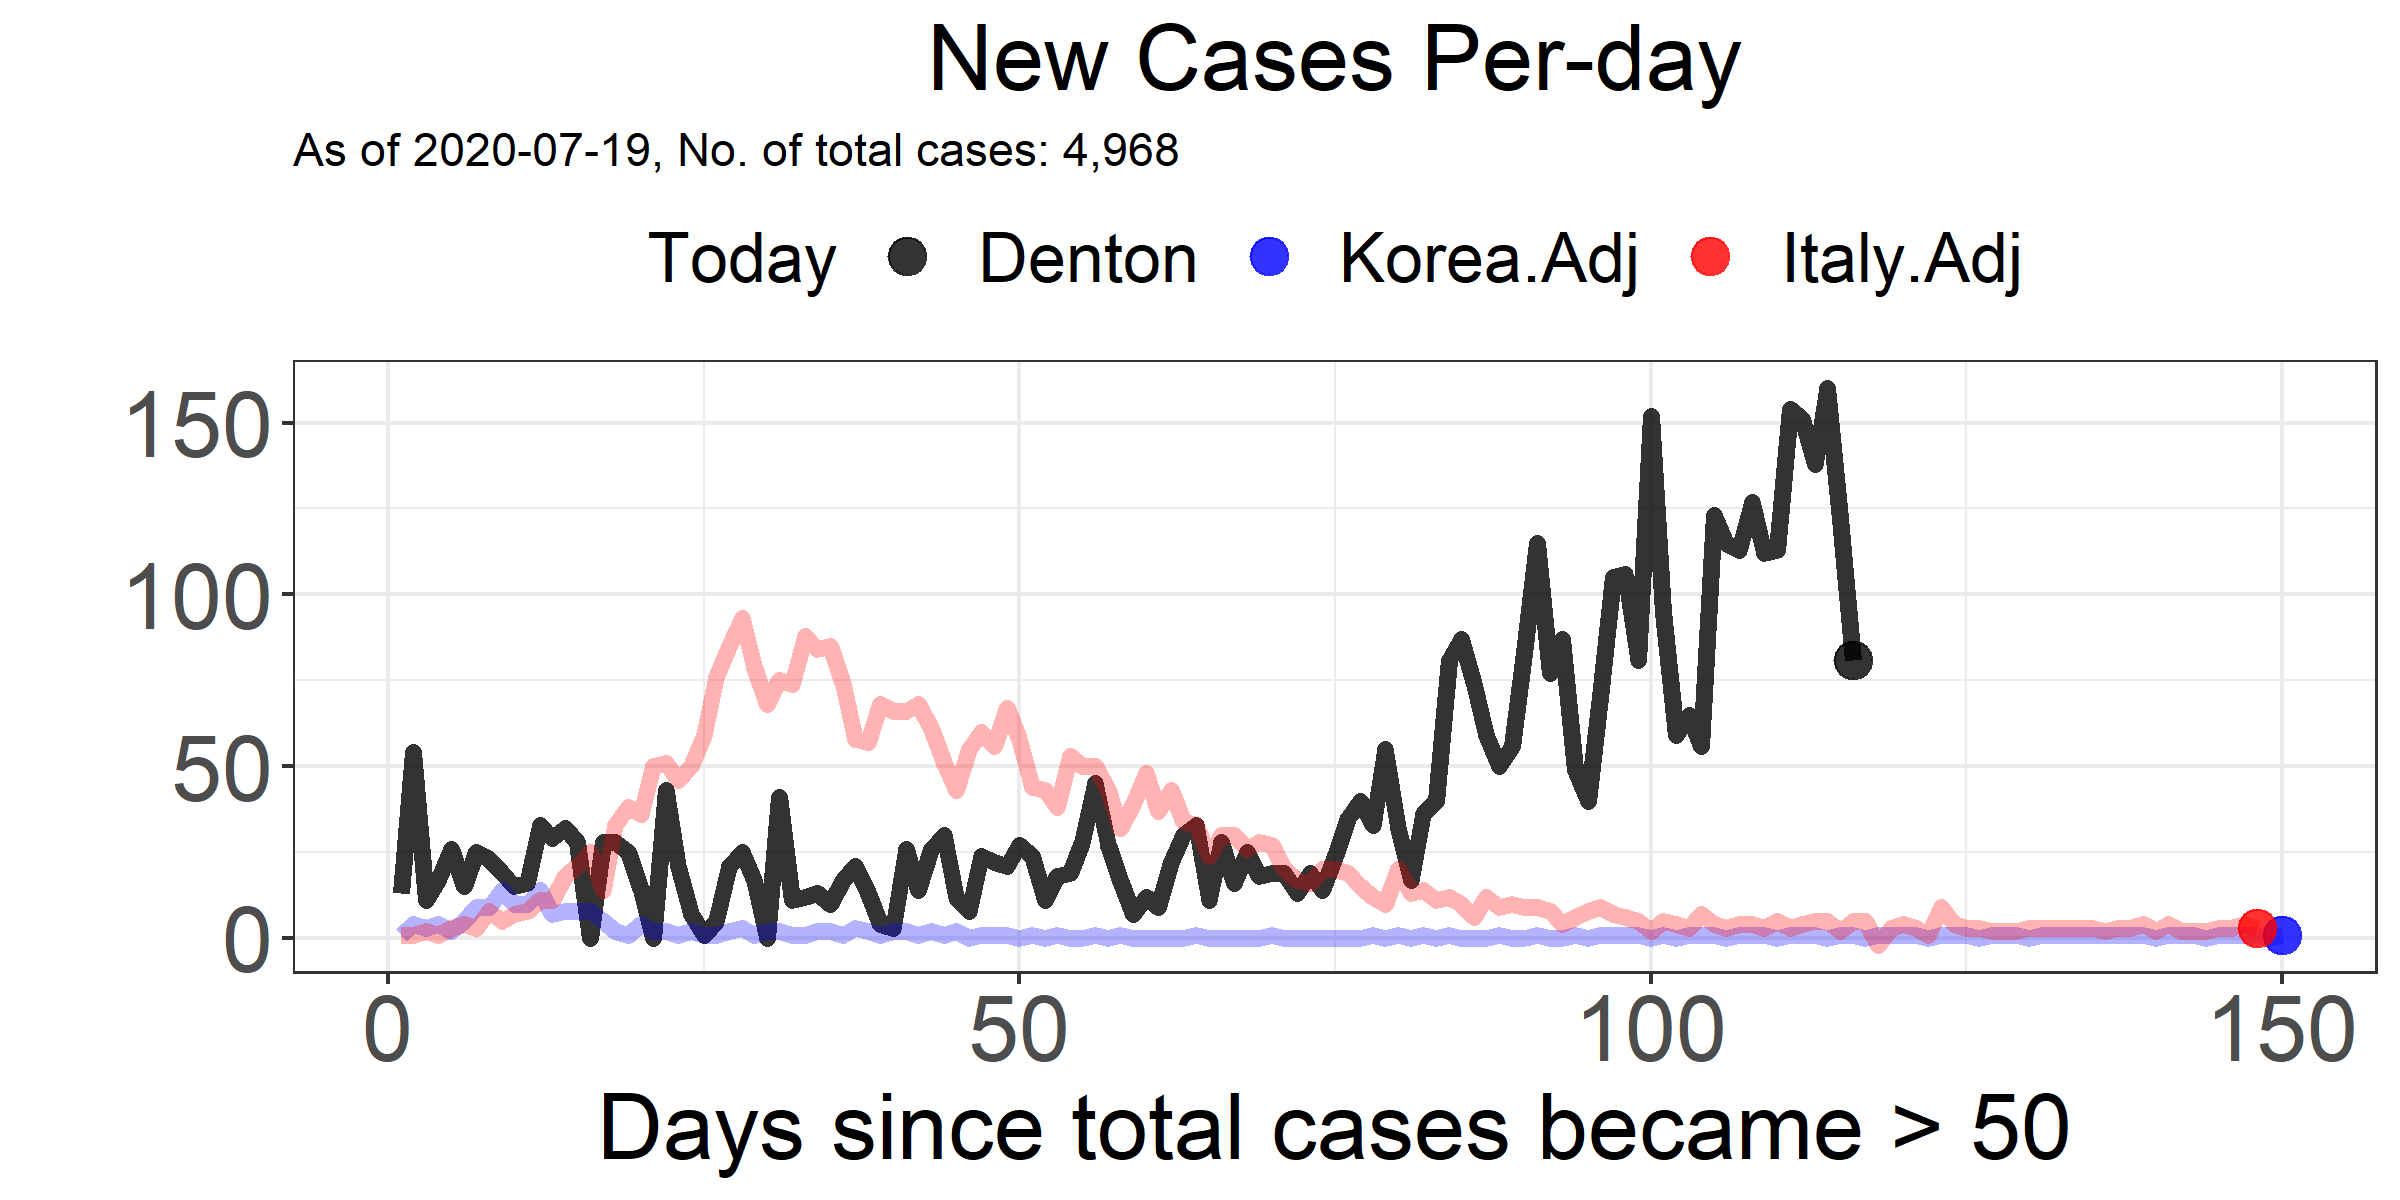 New Cases Per-day
As of 2020-07-19, No. of total cases: 4,968
Today Denton Korea.Adj Italy.Adj
150
100
50
0
0 50 100 150
Days since total cases became > 50